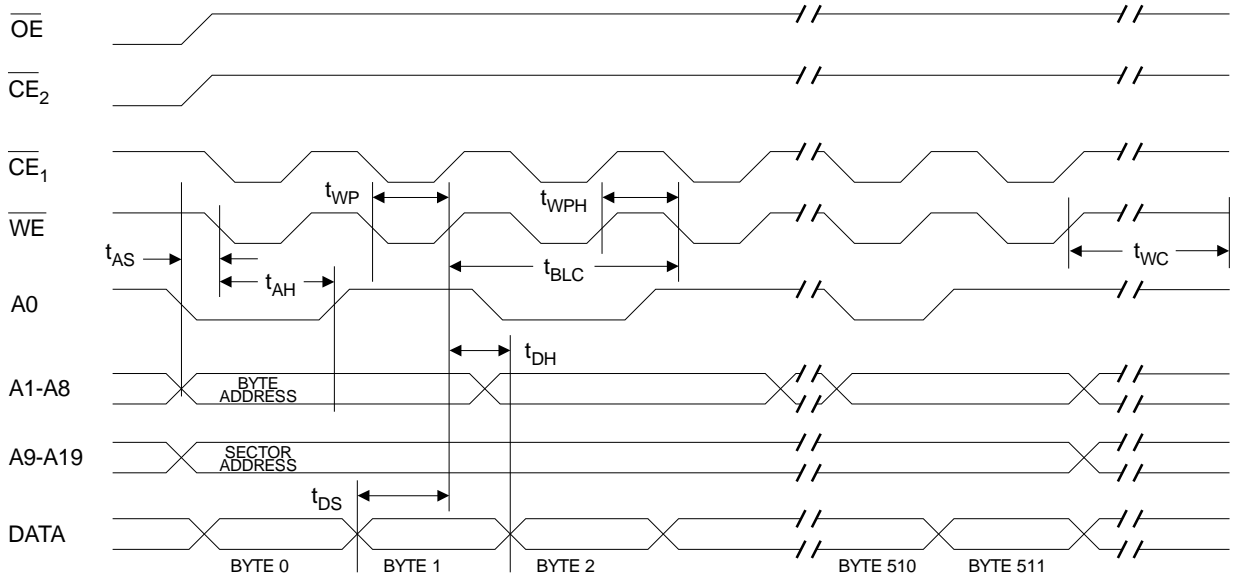 OE
CE2
CE1
tWP
tWPH
WE
tAS
tAH
tBLC
tWC
A0
tDH
A1-A8
BYTE
ADDRESS
A9-A19
SECTOR
ADDRESS
tDS
DATA
BYTE 0
BYTE 1
BYTE 2
BYTE 510
BYTE 511